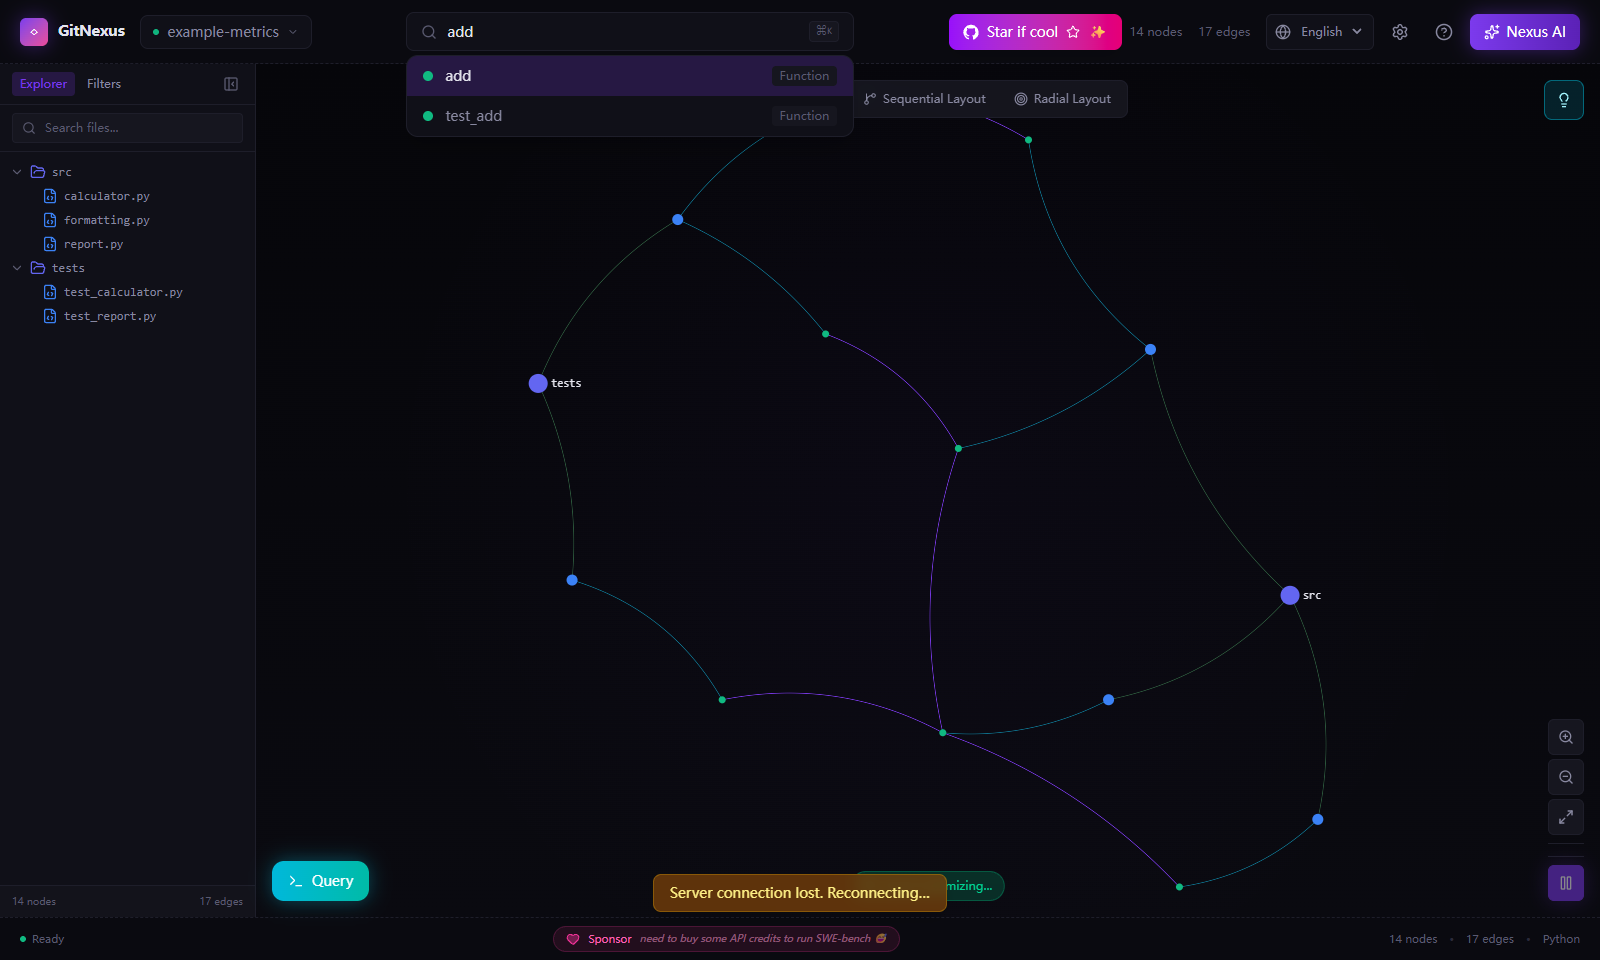 GitNexus
example-metrics
add
⌘K
Star if cool
14 nodes
17 edges
English
Nexus AI
add
Function
test_add
Function
Explorer
Filters
Sequential Layout
Radial Layout
Search files...
src
calculator.py
formatting.py
report.py
tests
test_calculator.py
test_report.py
tests
src
Query
Server connection lost. Reconnecting...
mizing...
14 nodes
17 edges
Ready
Sponsor
need to buy some API credits to run SWE-bench
14 nodes
17 edges
Python